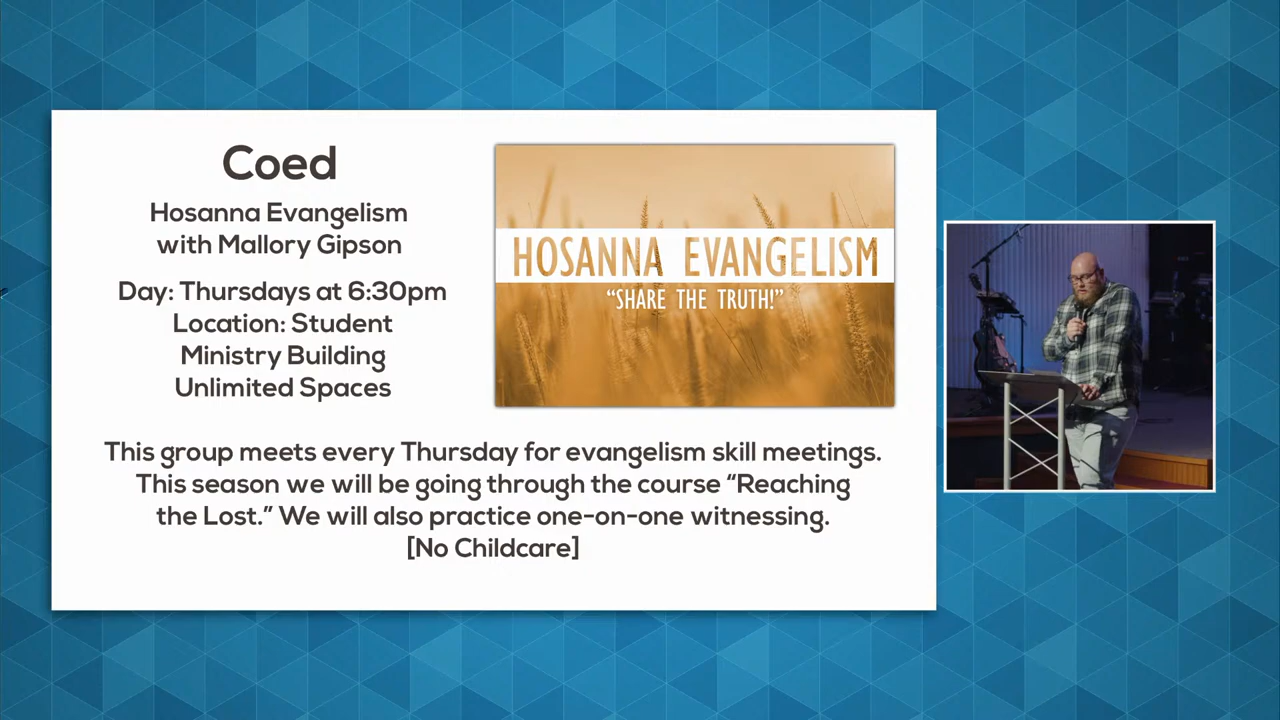 Coed
Hosanna Evangelism
with Mallory Gipson
Day: Thursdays at 6:30pm
Location: Student
Ministry Building
Unlimited Spaces
HOSANNA EVANGELISM
“SHARE THE TRUTH!”
This group meets every Thursday for evangelism skill meetings.
This season we will be going through the course “Reaching
the Lost.” We will also practice one-on-one witnessing.
[No Childcare]